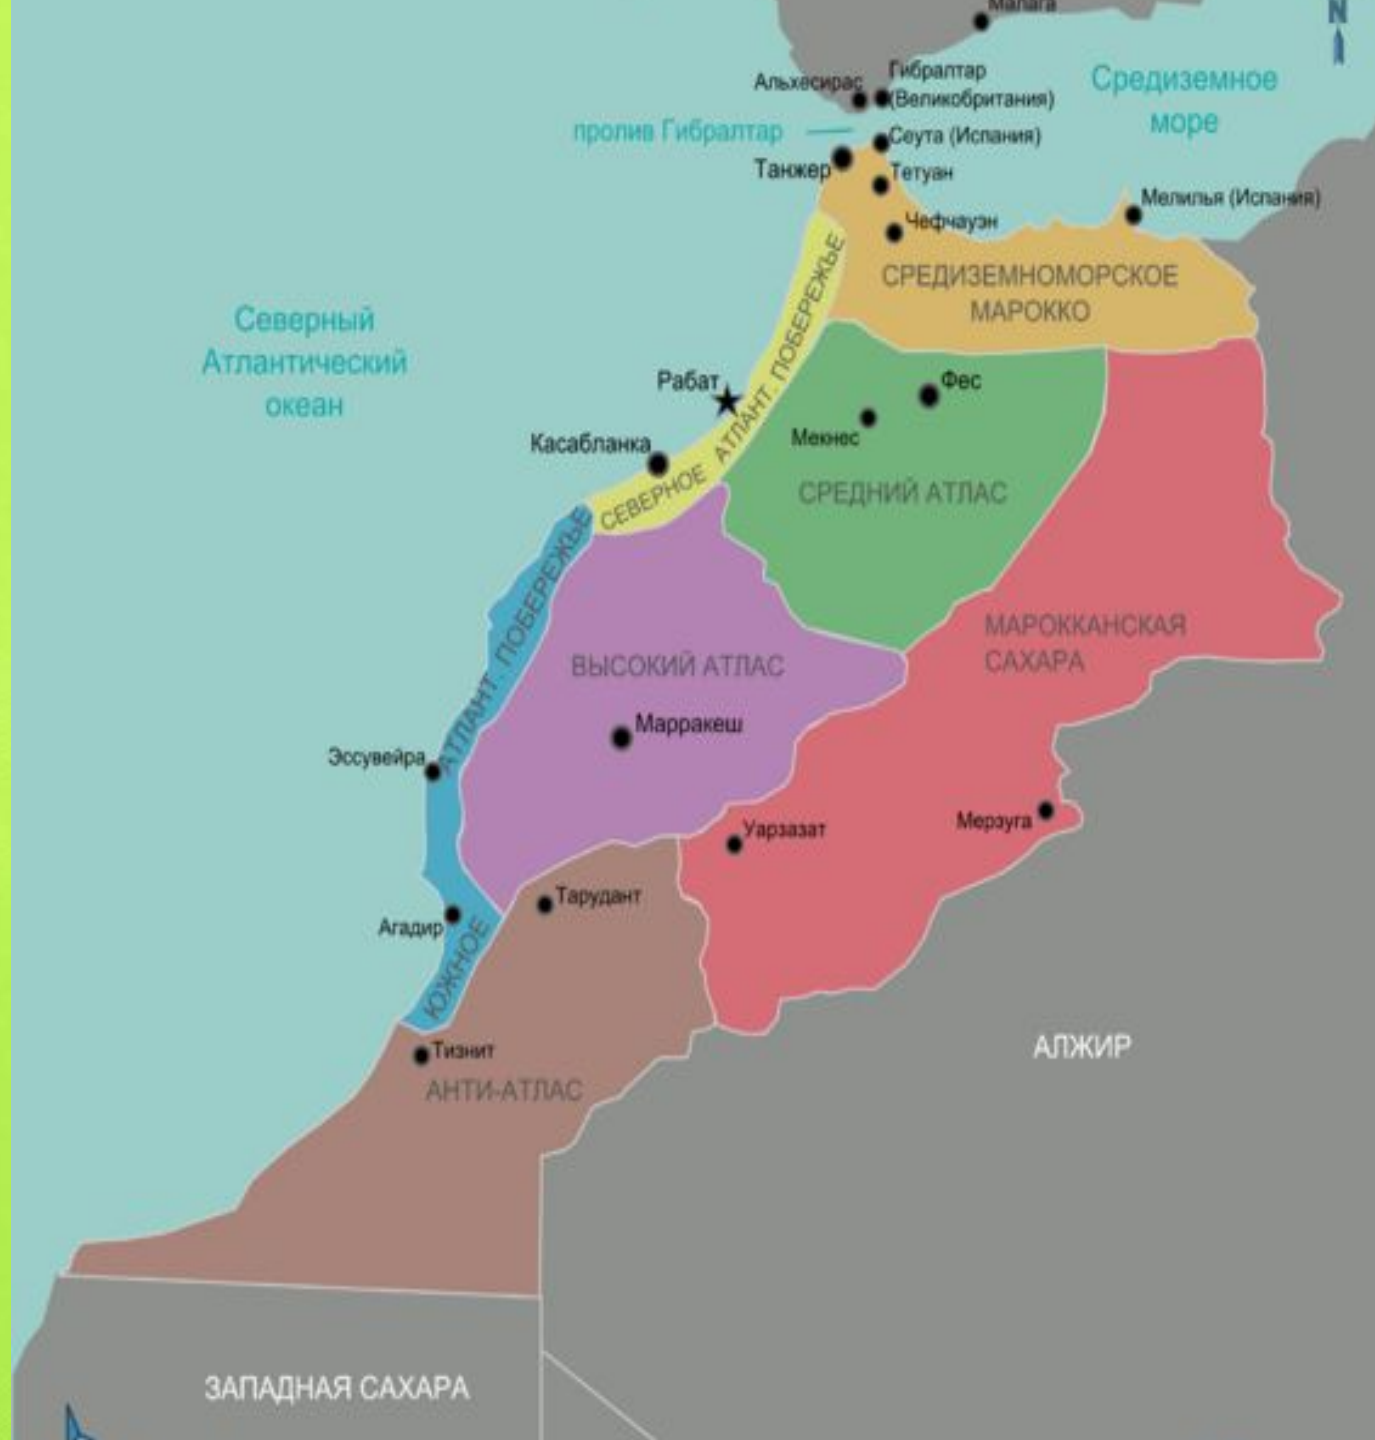 Малага
N
Альхесирас
Гибралтар
(Великобритания)
Средиземное
море
пролив Гибралтар
Сеута (Испания)
Танжер
Тетуан
Мелилья (Испания)
Чефчауэн
СРЕДИЗЕМНОМОРСКОЕ
МАРОККО
Северный
Атлантический
океан
СЕВЕРНОЕ АТЛАНТ. ПОБЕРЕЖЬЕ
Рабат
Фес
Касабланка
Мекнес
СРЕДНИЙ АТЛАС
ЮЖНОЕ АТЛАНТ. ПОБЕРЕЖЬЕ
МАРОККАНСКАЯ
САХАРА
ВЫСОКИЙ АТЛАС
Марракеш
Эссувейра
Уарзазат
Мерзуга
Тарудант
Агадир
Тизнит
АНТИ-АТЛАС
АЛЖИР
ЗАПАДНАЯ САХАРА